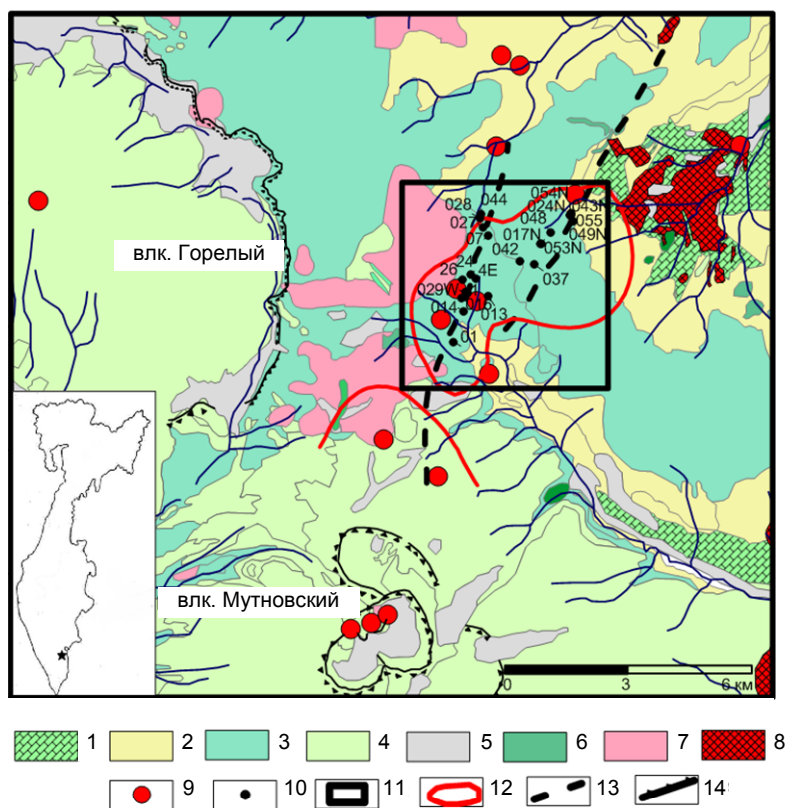 054N
028 044 024N 043N
027 048 055
07 017N 049N
042 053N
24
26 4E 037
029W
014 016 013
01
влк. Горелый
влк. Мутновский
0 3 6 км
1 2 3 4 5 6 7 8
9 10 11 12 13 14